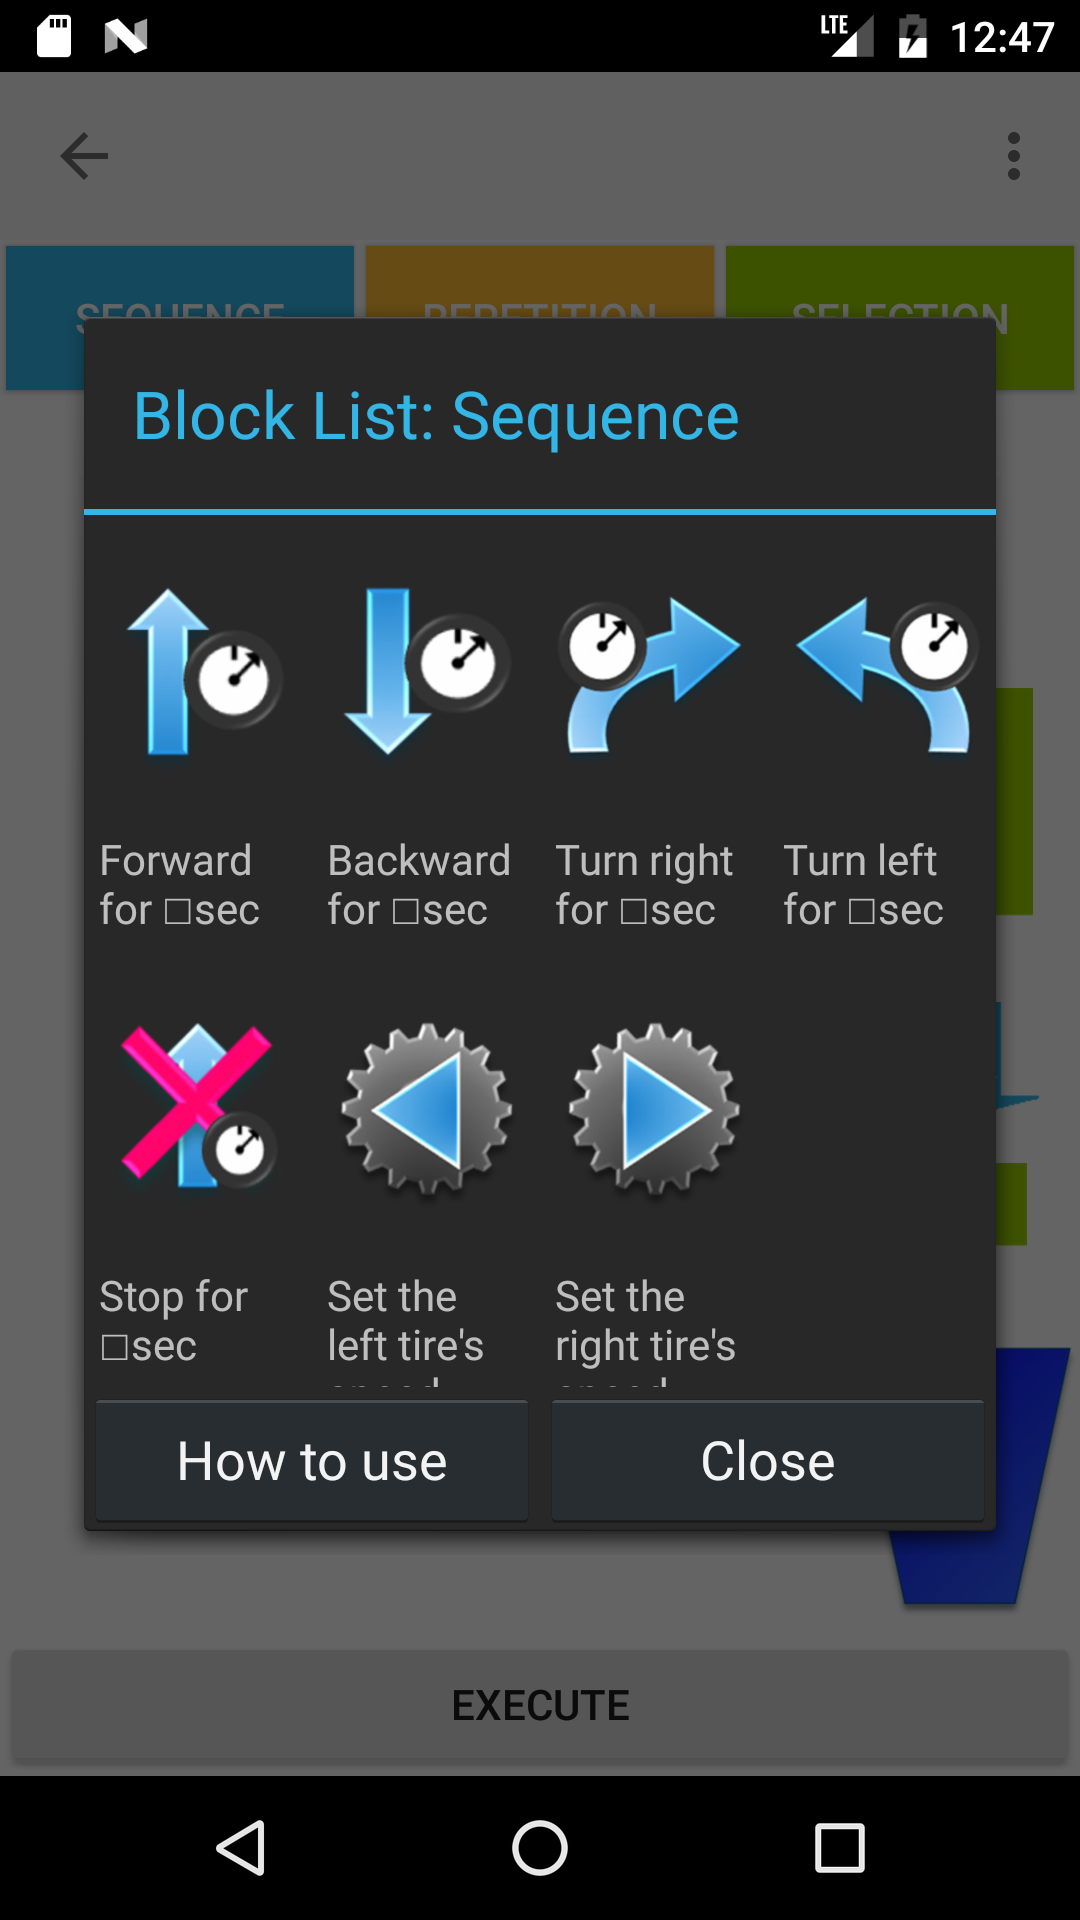 LTE 12:47
SEQUENCE REPETITION SELECTION
Block List: Sequence
Forward
for □sec
Backward
for □sec
Turn right
for □sec
Turn left
for □sec
Stop for
□sec
Set the
left tire's
speed
Set the
right tire's
speed
How to use
Close
EXECUTE